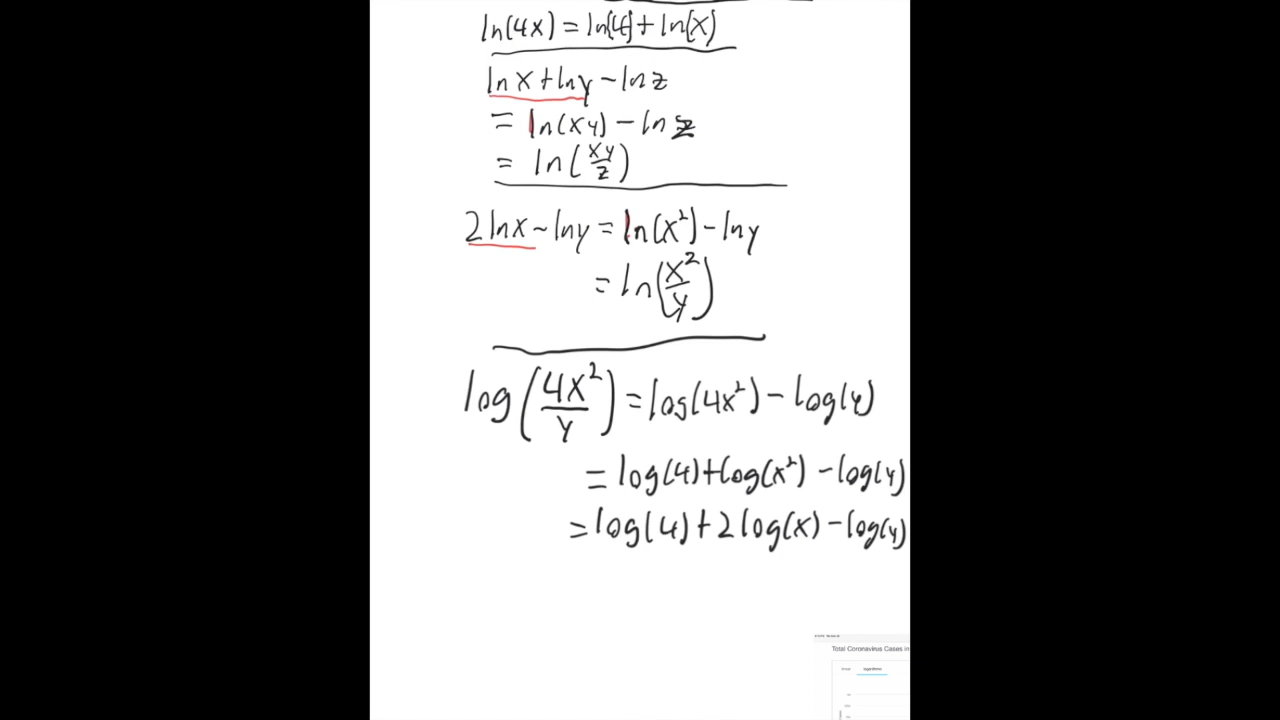 ln(4x) = ln(4) + ln(x)
ln x + ln y - ln z
= ln(xy) - ln z
= ln(xy/z)
2 ln x - ln y = ln(x²) - ln y
= ln(x²/y)
log(4x²/y) = log(4x²) - log(y)
= log(4) + log(x²) - log(y)
= log(4) + 2 log(x) - log(y)
Total Coronavirus Cases in